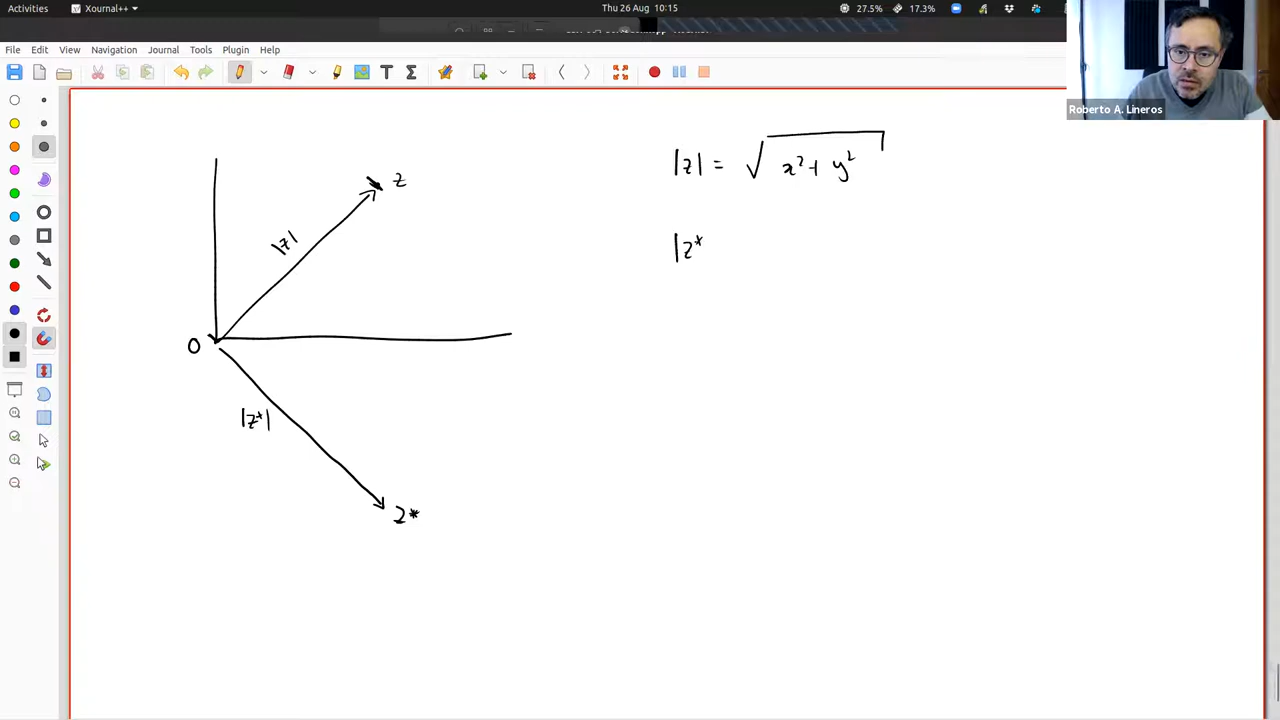 Activities Xournal++ Thu 26 Aug 10:15 27.5% 17.3%
File Edit View Navigation Journal Tools Plugin Help
Roberto A. Lineros
|z| = √ x² + y²
z
|z|
|z*
0
|z*|
z*